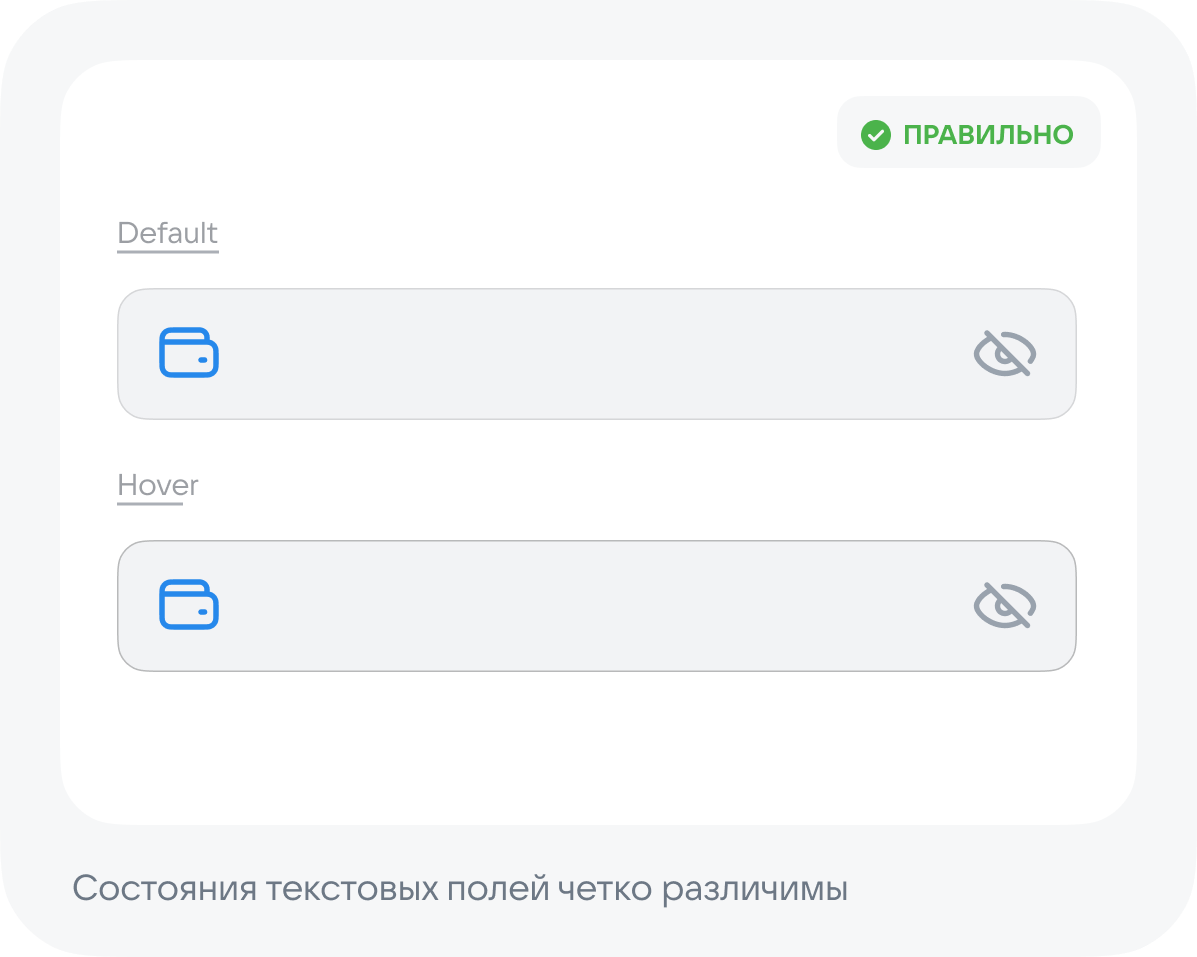 ПРАВИЛЬНО
Default
Hover
Состояния текстовых полей четко различимы